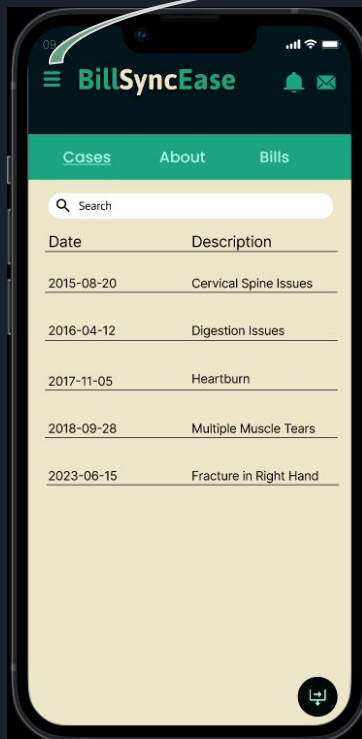 BillSyncEase
Cases About Bills
Search
Date Description
2015-08-20 Cervical Spine Issues
2016-04-12 Digestion Issues
2017-11-05 Heartburn
2018-09-28 Multiple Muscle Tears
2023-06-15 Fracture in Right Hand